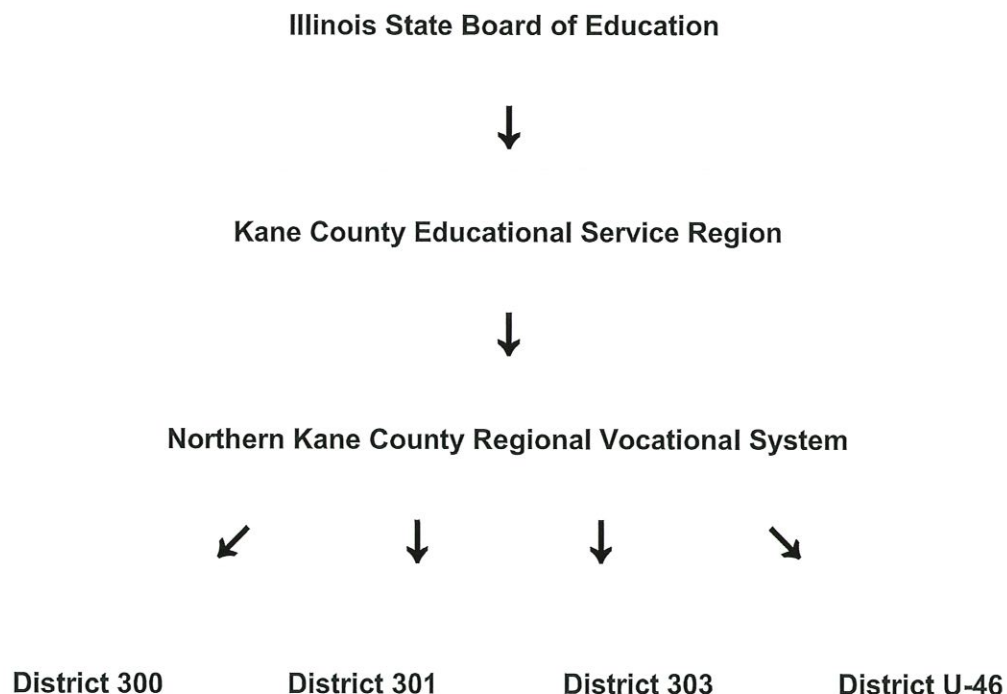 Illinois State Board of Education
Kane County Educational Service Region
Northern Kane County Regional Vocational System
District 300 District 301 District 303 District U-46